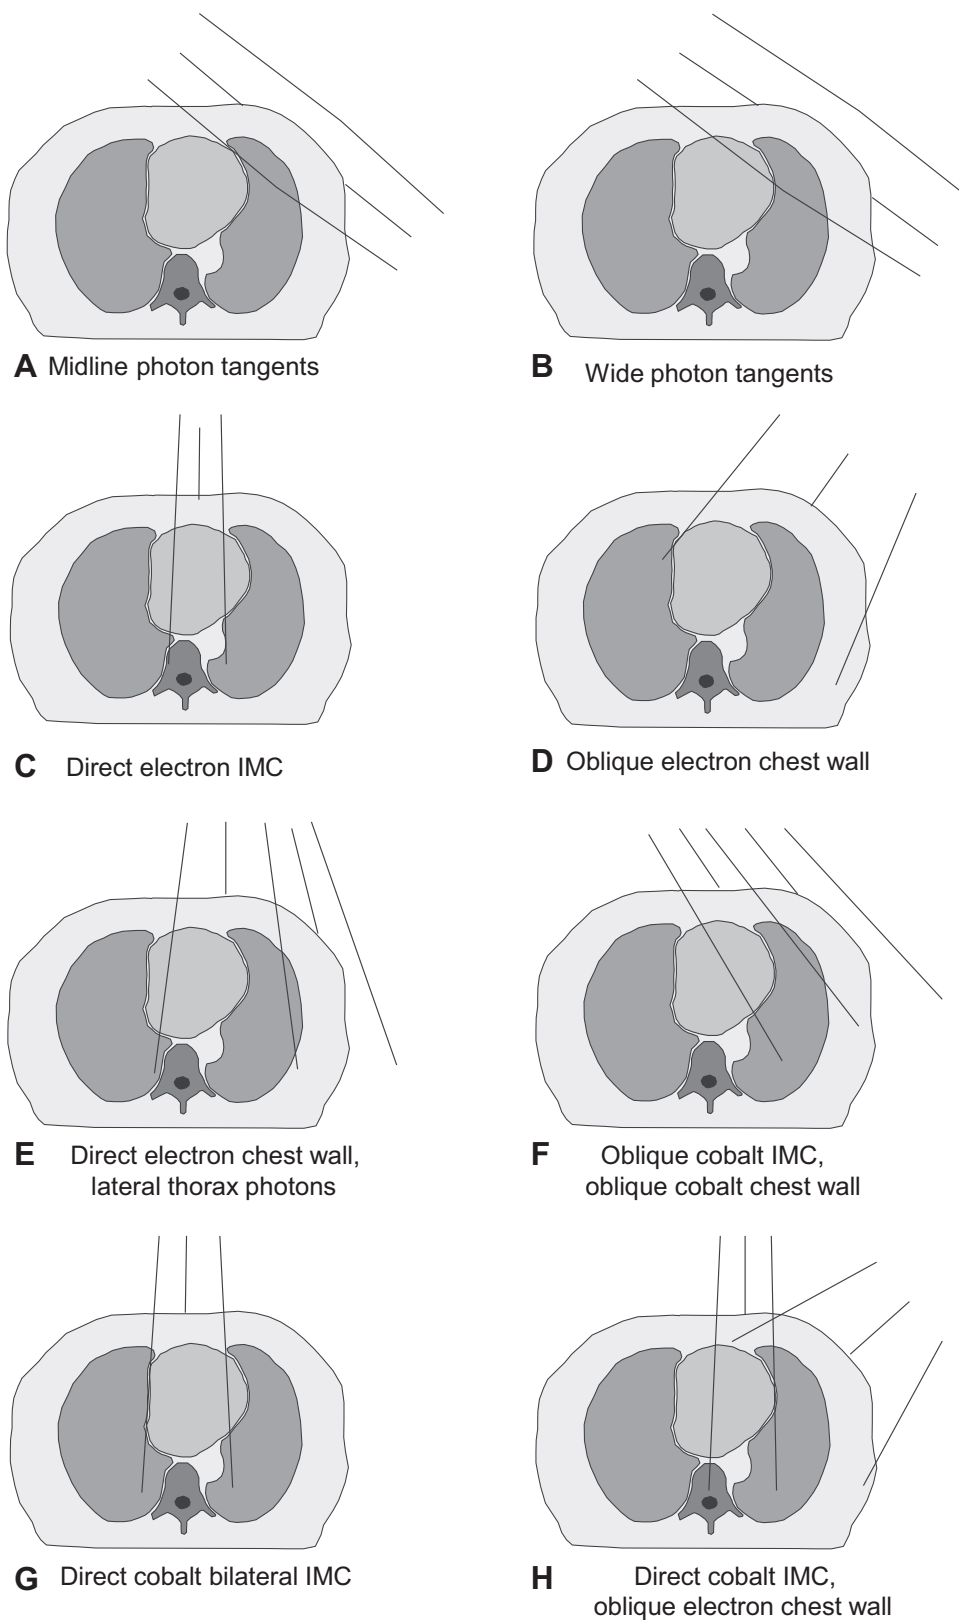 A Midline photon tangents
B Wide photon tangents
C Direct electron IMC
D Oblique electron chest wall
E Direct electron chest wall,
lateral thorax photons
F Oblique cobalt IMC,
oblique cobalt chest wall
G Direct cobalt bilateral IMC
H Direct cobalt IMC,
oblique electron chest wall